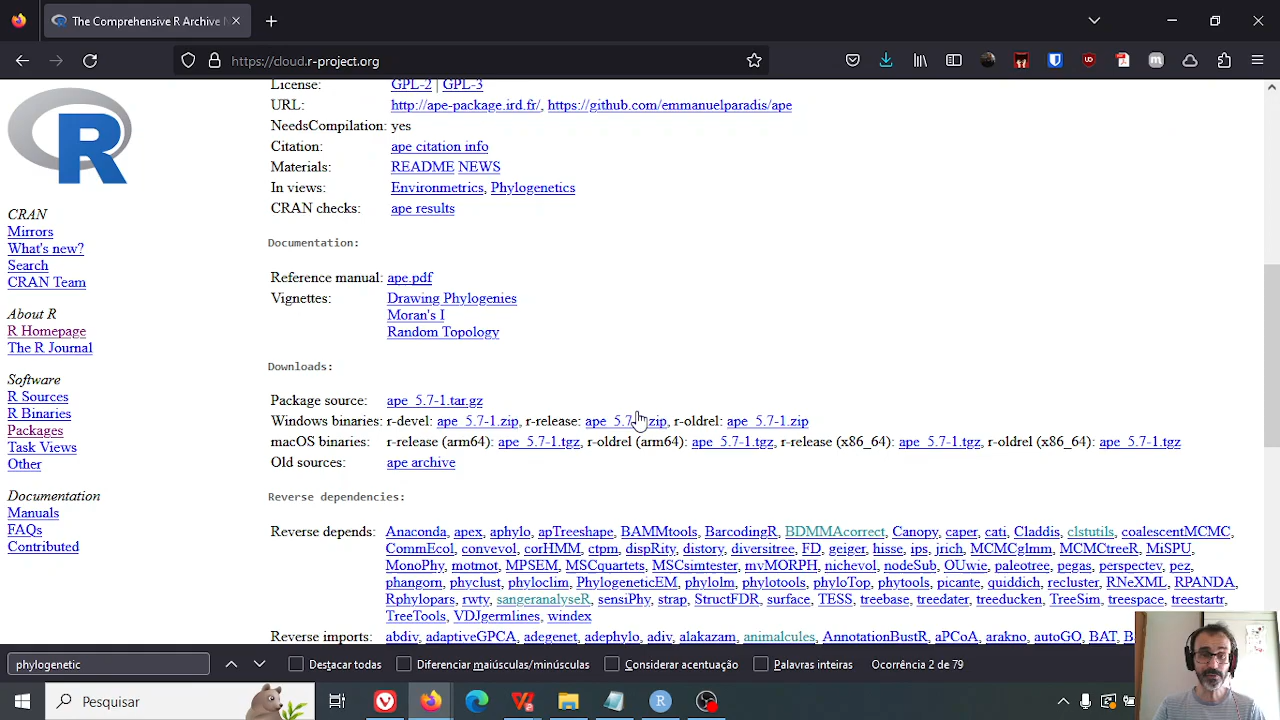 The Comprehensive R Archive N
https://cloud.r-project.org
R
License: GPL-2 | GPL-3
URL: http://ape-package.ird.fr/, https://github.com/emmanuelparadis/ape
NeedsCompilation: yes
Citation: ape citation info
Materials: README NEWS
In views: Environmetrics, Phylogenetics
CRAN checks: ape results
CRAN
Mirrors
What's new?
Search
CRAN Team
About R
R Homepage
The R Journal
Software
R Sources
R Binaries
Packages
Task Views
Other
Documentation
Manuals
FAQs
Contributed
Documentation:
Reference manual: ape.pdf
Vignettes: Drawing Phylogenies
Moran's I
Random Topology
Downloads:
Package source: ape_5.7-1.tar.gz
Windows binaries: r-devel: ape_5.7-1.zip, r-release: ape_5.7-1.zip, r-oldrel: ape_5.7-1.zip
macOS binaries: r-release (arm64): ape_5.7-1.tgz, r-oldrel (arm64): ape_5.7-1.tgz, r-release (x86_64): ape_5.7-1.tgz, r-oldrel (x86_64): ape_5.7-1.tgz
Old sources: ape archive
Reverse dependencies:
Reverse depends: Anaconda, apex, aphylo, apTreeshape, BAMMtools, BarcodingR, BDMMAcorrect, Canopy, caper, cati, Claddis, clstutils, coalescentMCMC,
CommEcol, convevol, corHMM, ctpm, dispRity, distory, diversitree, FD, geiger, hisse, ips, jrich, MCMCglmm, MCMCtreeR, MiSPU,
MonoPhy, motmot, MPSEM, MSCquartets, MSCsimtester, mvMORPH, nichevol, nodeSub, OUwie, paleotree, pegas, perspectev, pez,
phangorn, phyclust, phyloclim, PhylogeneticEM, phylolm, phylotools, phyloTop, phytools, picante, quiddich, recluster, RNeXML, RPANDA,
Rphylopars, rwty, sangeranalyseR, sensiPhy, strap, StructFDR, surface, TESS, treebase, treedater, treeducken, TreeSim, treespace, treestartr,
TreeTools, VDJgermlines, windex
Reverse imports: abdiv, adaptiveGPCA, adegenet, adephylo, adiv, alakazam, animalcules, AnnotationBustR, aPCoA, arakno, autoGO, BAT, B
phylogenetic
Destacar todas
Diferenciar maiúsculas/minúsculas
Considerar acentuação
Palavras inteiras
Ocorrência 2 de 79
Pesquisar